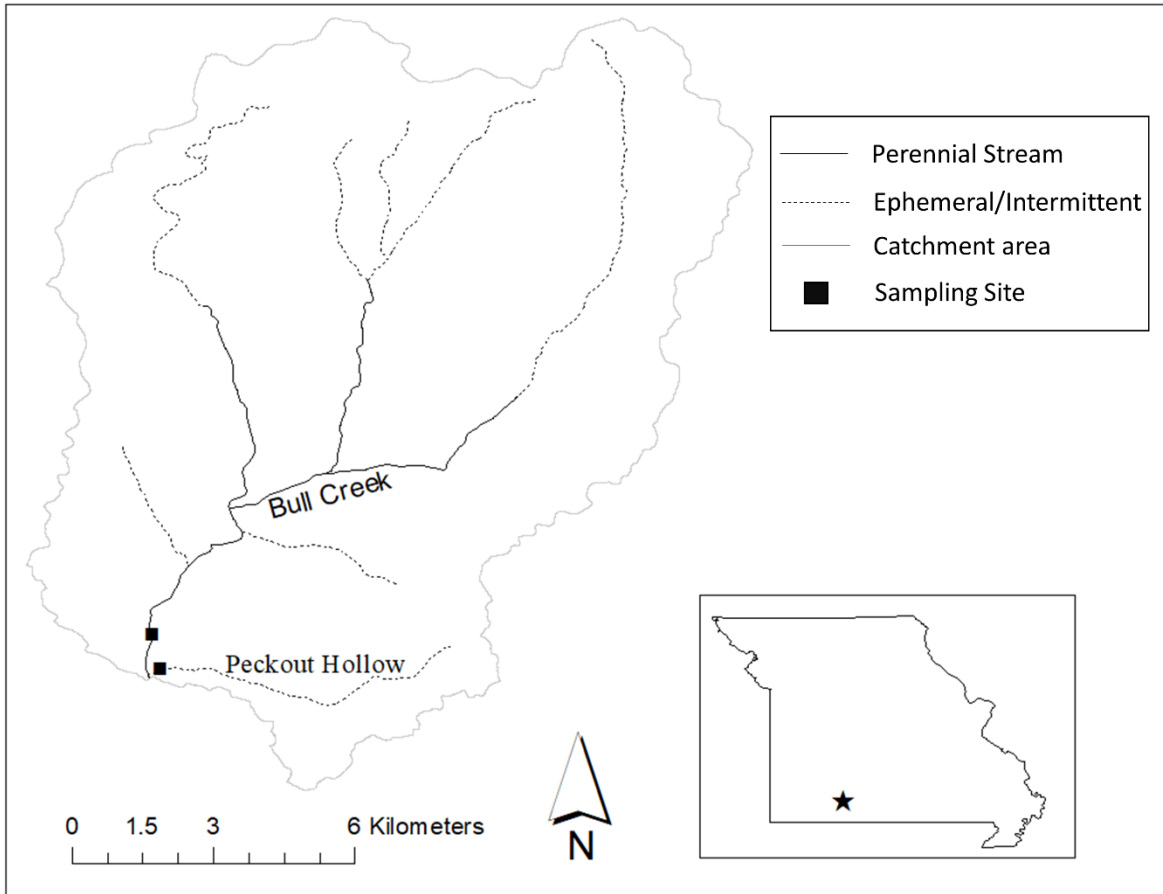 Perennial Stream
Ephemeral/Intermittent
Catchment area
Sampling Site
Bull Creek
Peckout Hollow
0 1.5 3 6 Kilometers
N